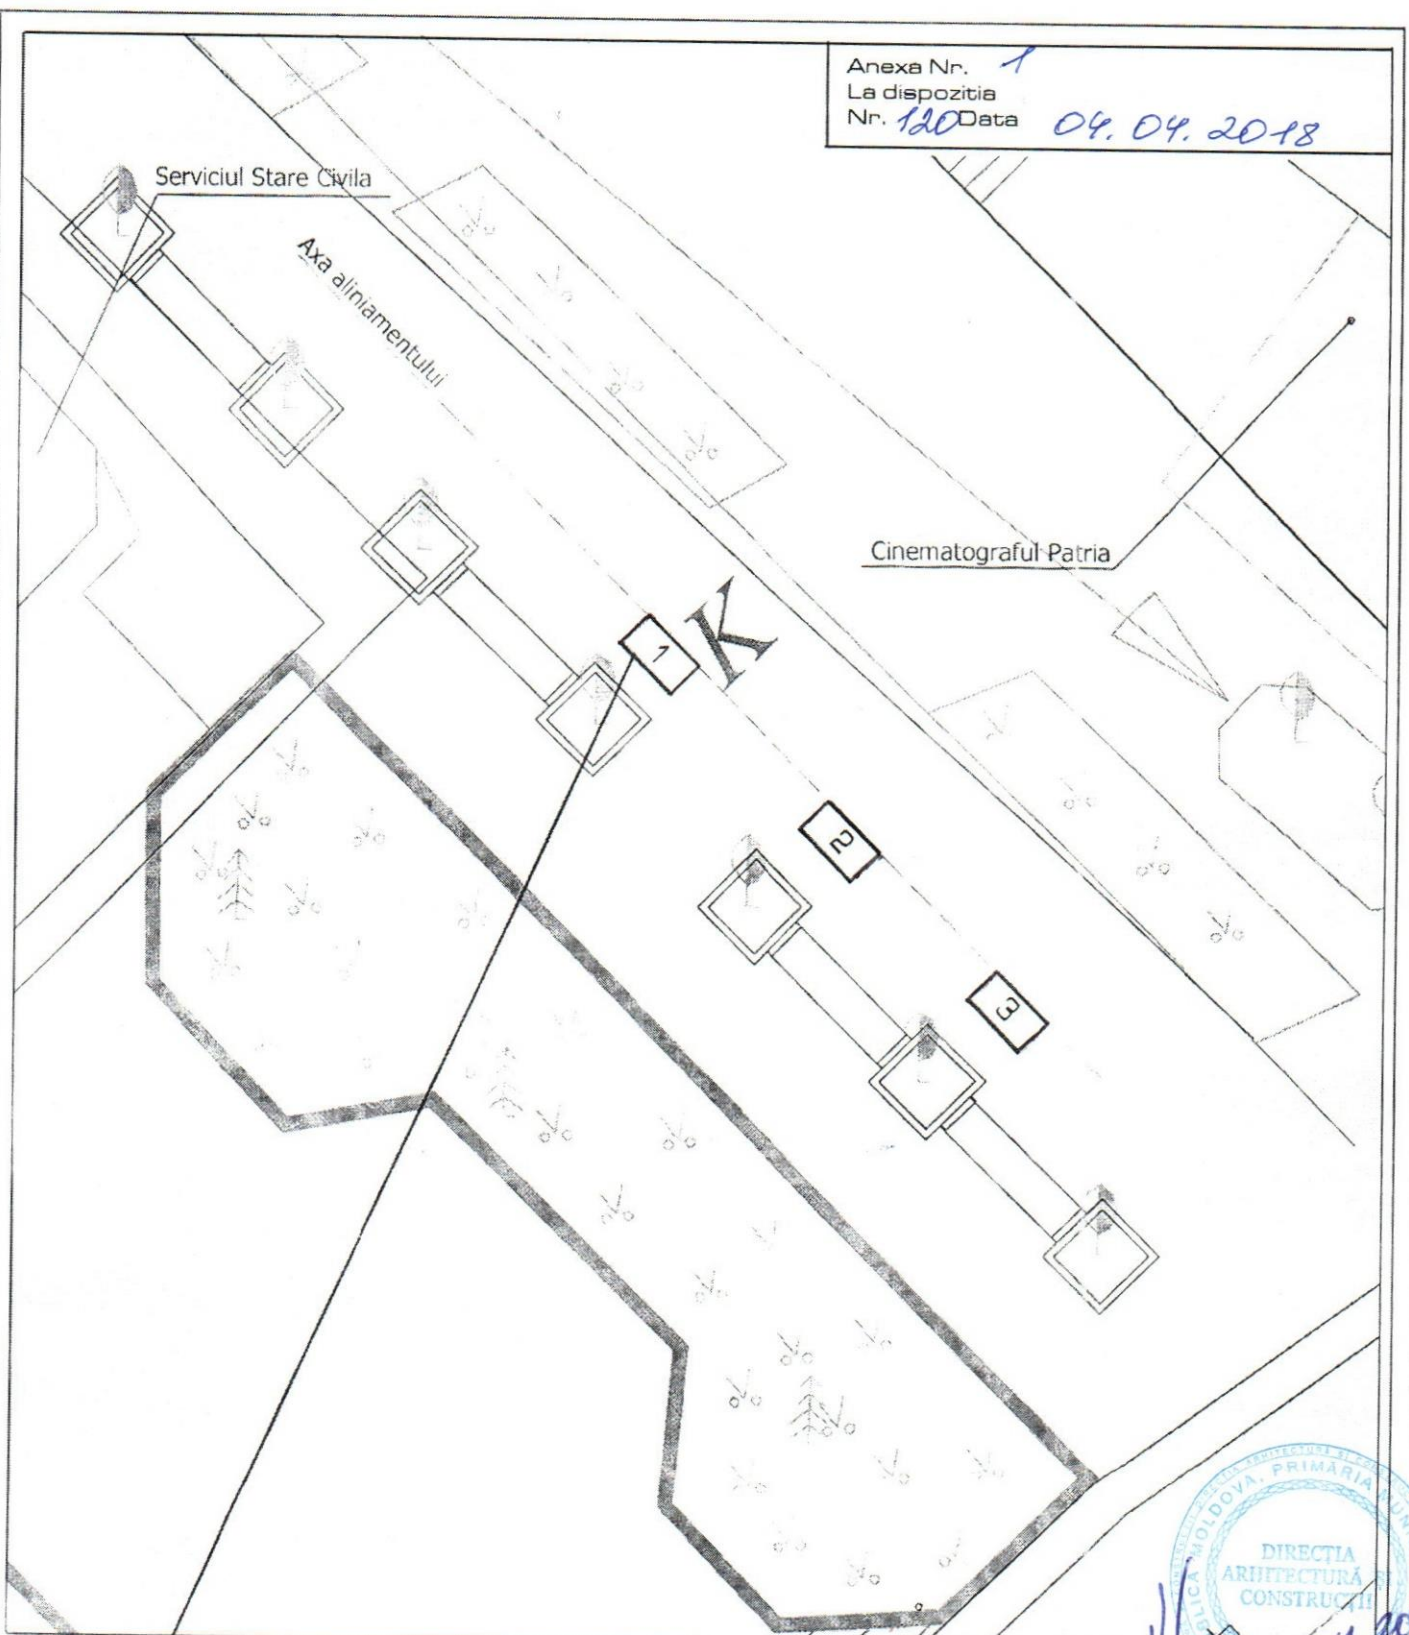 Anexa Nr. 1
La dispozitia
Nr. 120 Data 04.04.2018
Serviciul Stare Civila
Axa aliniamentului
Cinematograful Patria
1
K
2
3
MOLDOVA, PRIMĂRIA
DIRECȚIA
ARHITECTURĂ ȘI
CONSTRUCȚII